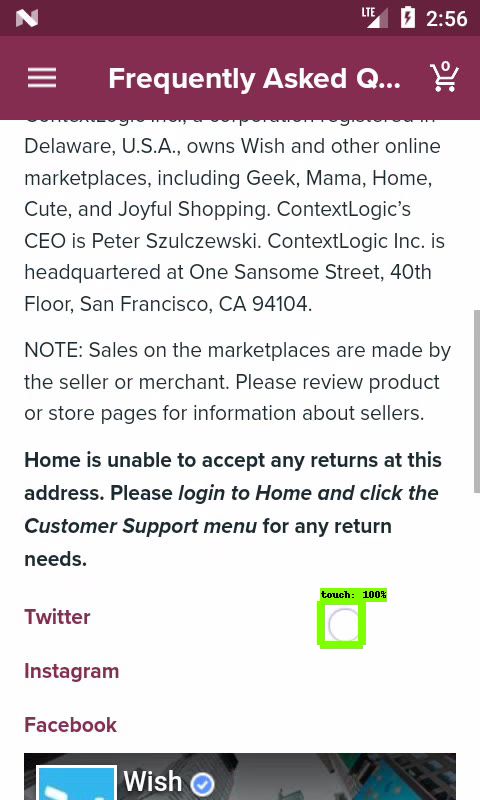 LTE 2:56
Frequently Asked Q... 0
ContextLogic Inc., a corporation registered in
Delaware, U.S.A., owns Wish and other online
marketplaces, including Geek, Mama, Home,
Cute, and Joyful Shopping. ContextLogic’s
CEO is Peter Szulczewski. ContextLogic Inc. is
headquartered at One Sansome Street, 40th
Floor, San Francisco, CA 94104.
NOTE: Sales on the marketplaces are made by
the seller or merchant. Please review product
or store pages for information about sellers.
Home is unable to accept any returns at this
address. Please login to Home and click the
Customer Support menu for any return
needs.
touch: 100%
Twitter
Instagram
Facebook
Wish